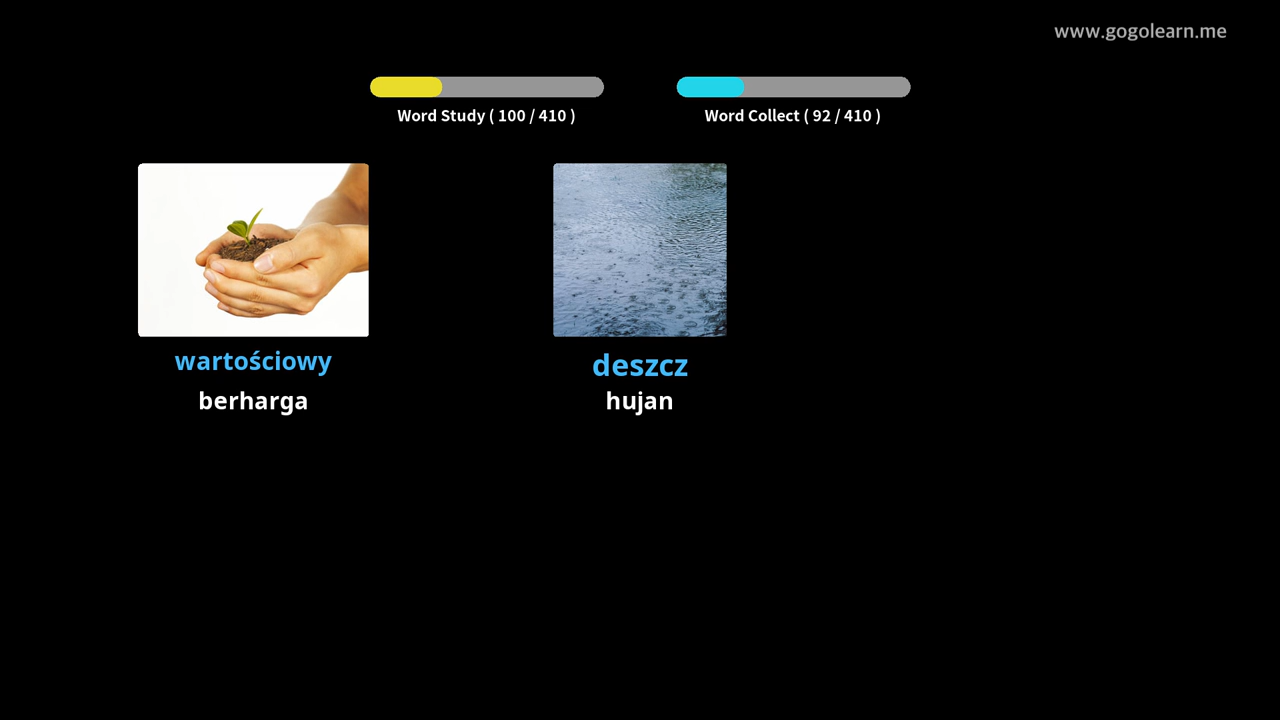 www.gogolearn.me
Word Study ( 100 / 410 )
Word Collect ( 92 / 410 )
wartościowy
berharga
deszcz
hujan